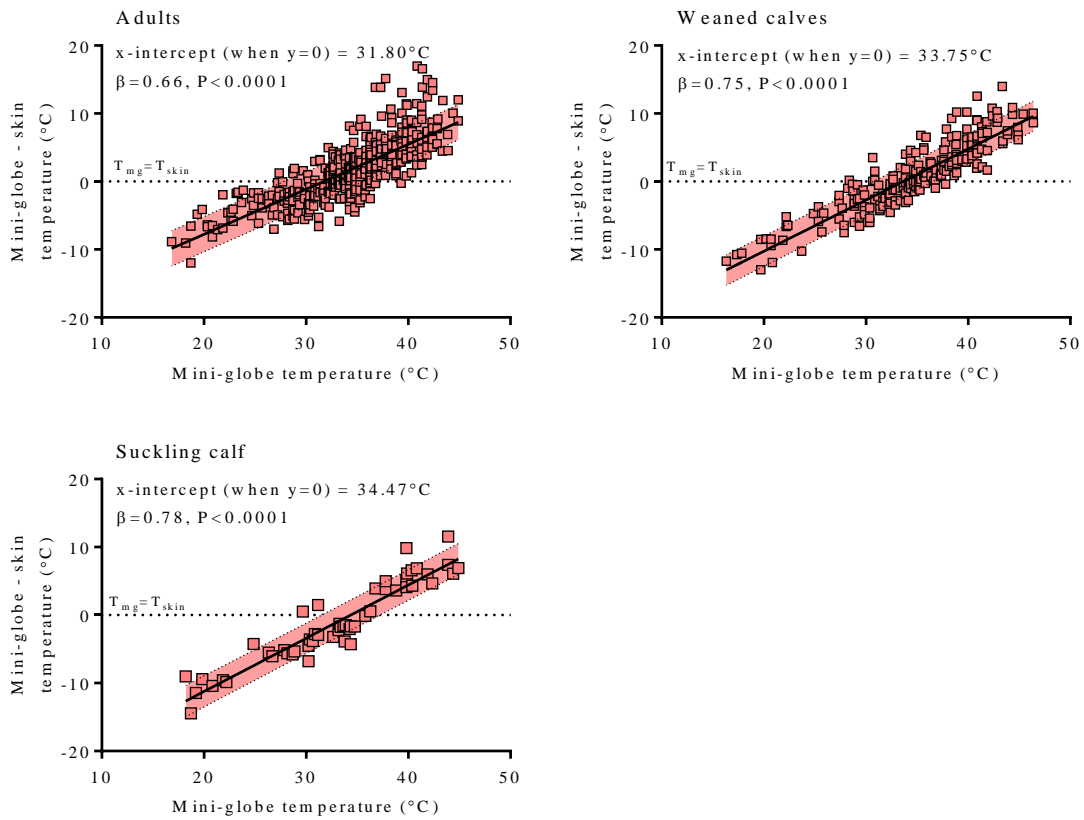 Adults
x-intercept (when y=0) = 31.80°C
β=0.66, P<0.0001
20
10
0
-10
-20
Tmg=Tskin
Mini-globe - skin
temperature (°C)
10 20 30 40 50
Mini-globe temperature (°C)
Weaned calves
x-intercept (when y=0) = 33.75°C
β=0.75, P<0.0001
20
10
0
-10
-20
Tmg=Tskin
Mini-globe - skin
temperature (°C)
10 20 30 40 50
Mini-globe temperature (°C)
Suckling calf
x-intercept (when y=0) = 34.47°C
β=0.78, P<0.0001
20
10
0
-10
-20
Tmg=Tskin
Mini-globe - skin
temperature (°C)
10 20 30 40 50
Mini-globe temperature (°C)